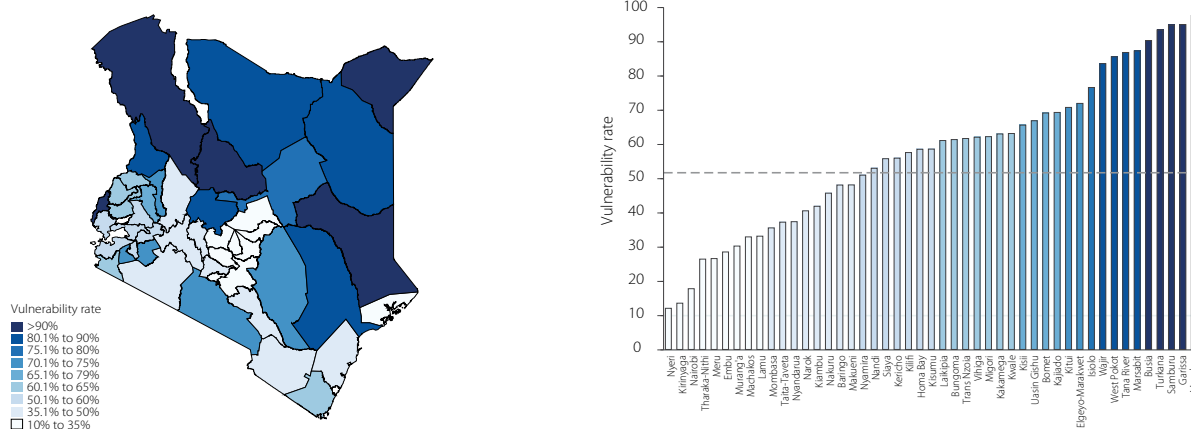 Vulnerability rate
>90%
80.1% to 90%
75.1% to 80%
70.1% to 75%
65.1% to 79%
60.1% to 65%
50.1% to 60%
35.1% to 50%
10% to 35%
Vulnerability rate
100
90
80
70
60
50
40
30
20
10
0
Nyeri
Kirinyaga
Nairobi
Tharaka-Nithi
Meru
Embu
Murang'a
Machakos
Lamu
Mombasa
Taita-Taveta
Nyandarua
Narok
Kiambu
Nakuru
Baringo
Makueni
Nyamira
Nandi
Siaya
Kericho
Kilifi
Homa Bay
Kisumu
Laikipia
Bungoma
Trans Nzoia
Vihiga
Migori
Kakamega
Kwale
Kisii
Uasin Gishu
Bomet
Kajiado
Kitui
Elgeyo-Marakwet
Isiolo
Wajir
West Pokot
Tana River
Marsabit
Busia
Turkana
Samburu
Garissa